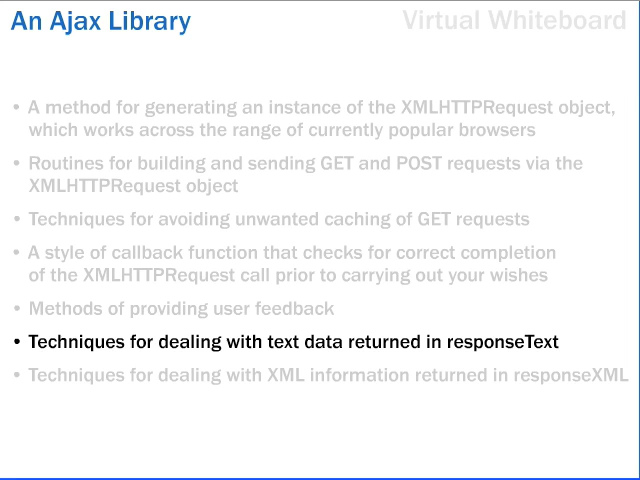 An Ajax Library
Virtual Whiteboard
• A method for generating an instance of the XMLHTTPRequest object,
which works across the range of currently popular browsers
• Routines for building and sending GET and POST requests via the
XMLHTTPRequest object
• Techniques for avoiding unwanted caching of GET requests
• A style of callback function that checks for correct completion
of the XMLHTTPRequest call prior to carrying out your wishes
• Methods of providing user feedback
• Techniques for dealing with text data returned in responseText
• Techniques for dealing with XML information returned in responseXML